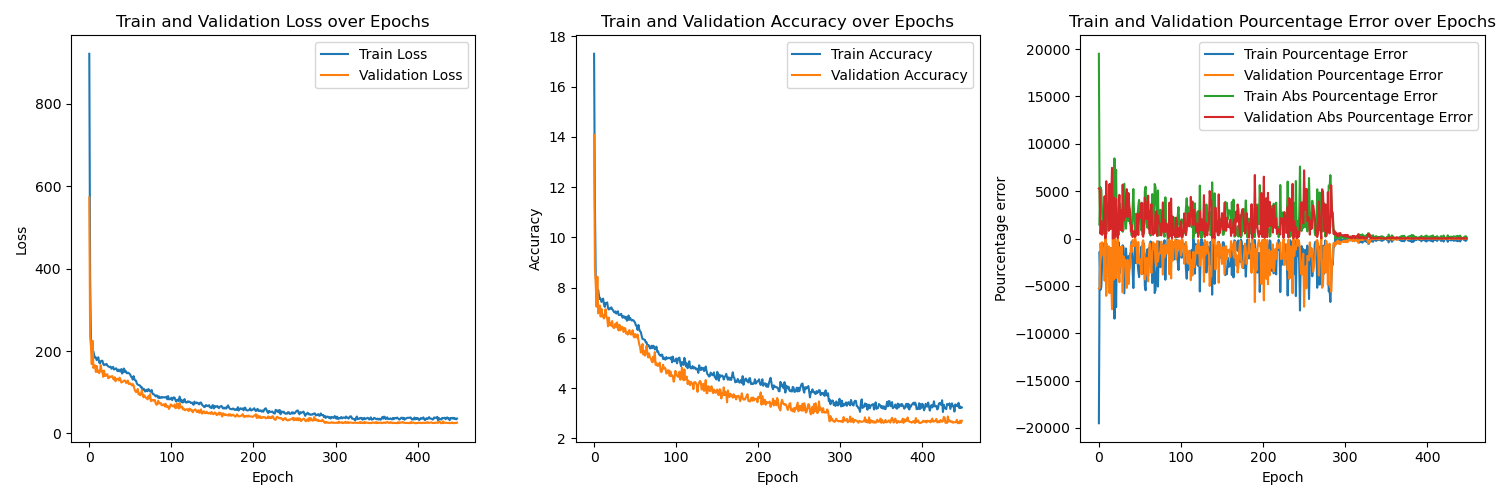 Train and Validation Loss over Epochs
Train Loss
Validation Loss
800
600
400
200
0
Loss
0 100 200 300 400
Epoch
Train and Validation Accuracy over Epochs
Train Accuracy
Validation Accuracy
18
16
14
12
10
8
6
4
2
Accuracy
0 100 200 300 400
Epoch
Train and Validation Pourcentage Error over Epochs
Train Pourcentage Error
Validation Pourcentage Error
Train Abs Pourcentage Error
Validation Abs Pourcentage Error
20000
15000
10000
5000
0
−5000
−10000
−15000
−20000
Pourcentage error
0 100 200 300 400
Epoch